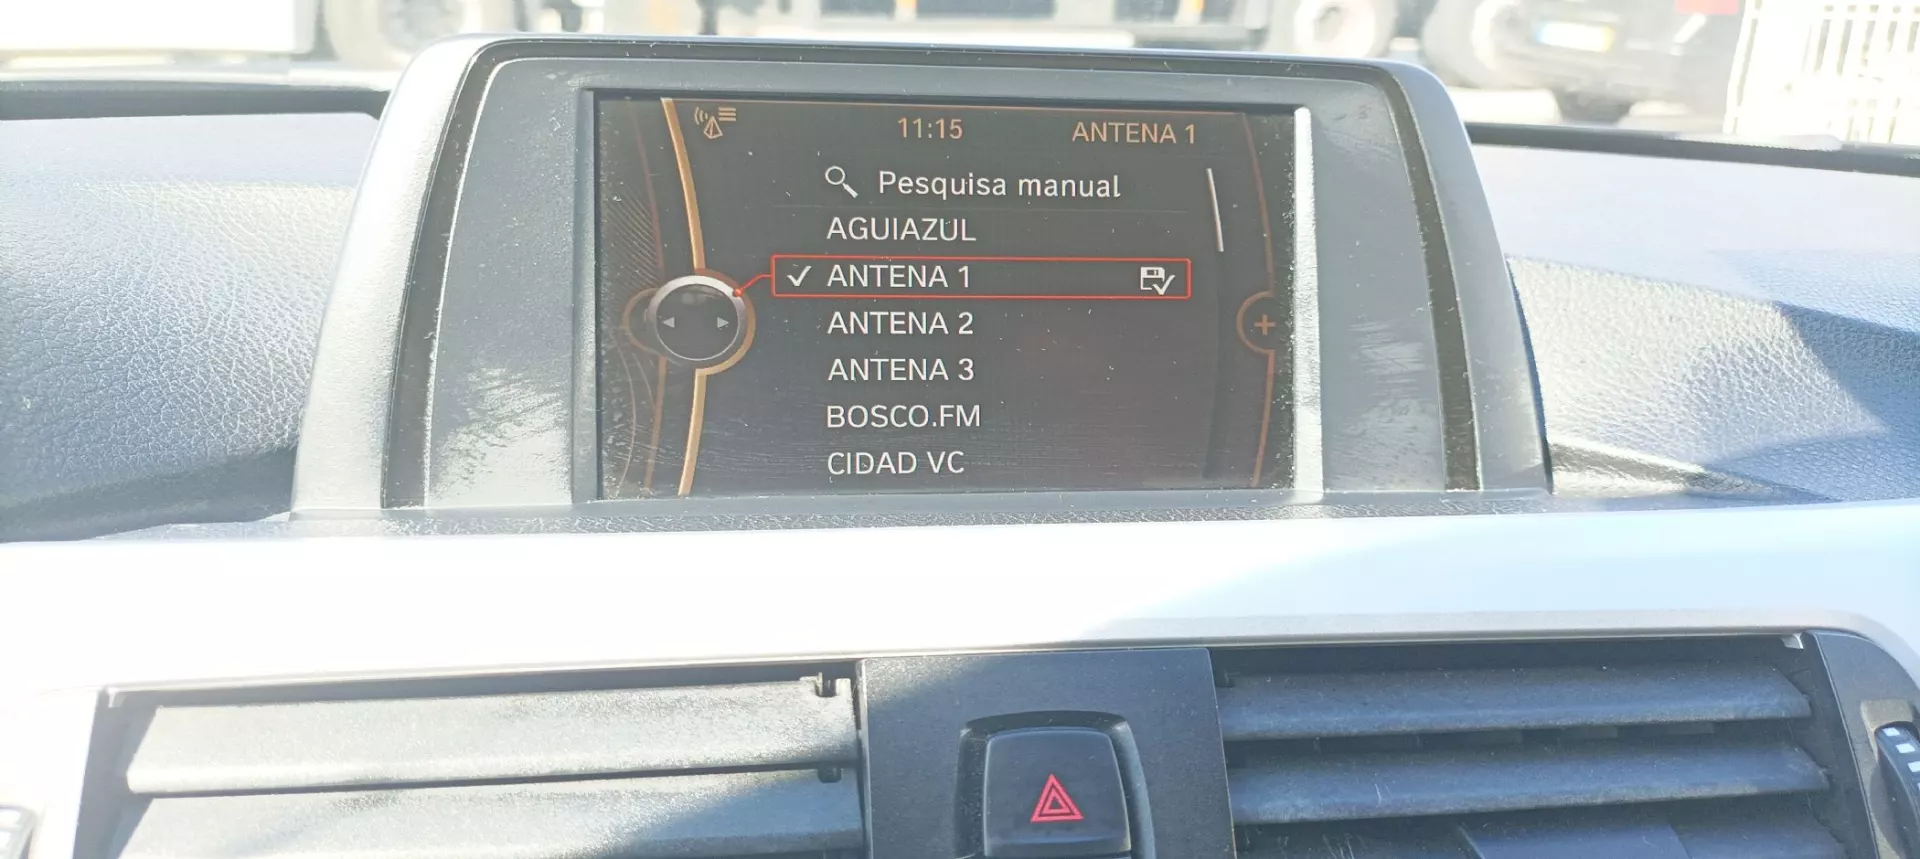 11:15 ANTENA 1
Pesquisa manual
AGUIAZUL
ANTENA 1
ANTENA 2
ANTENA 3
BOSCO.FM
CIDAD VC